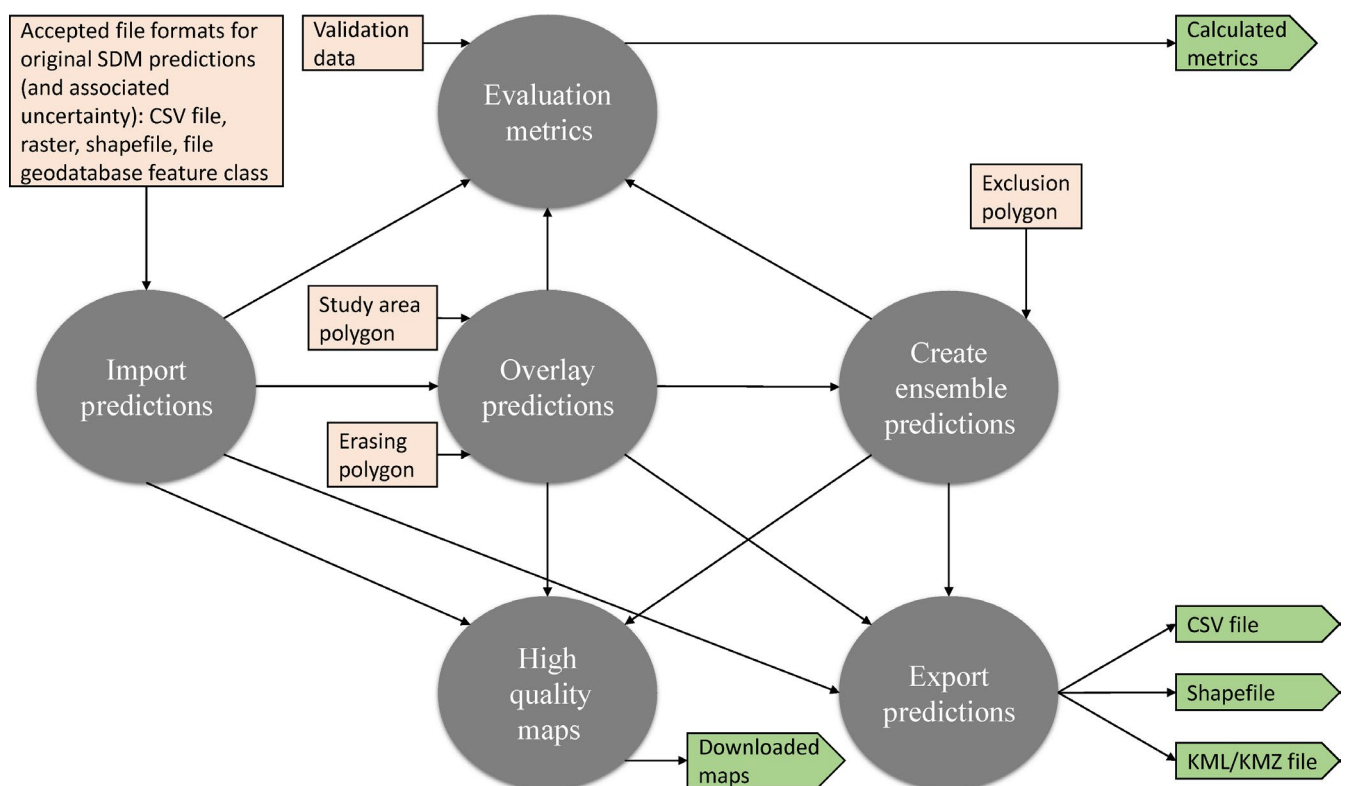 Accepted file formats for
original SDM predictions
(and associated
uncertainty): CSV file,
raster, shapefile, file
geodatabase feature class
Validation
data
Evaluation
metrics
Calculated
metrics
Exclusion
polygon
Import
predictions
Study area
polygon
Overlay
predictions
Erasing
polygon
Create
ensemble
predictions
High
quality
maps
Downloaded
maps
Export
predictions
CSV file
Shapefile
KML/KMZ file